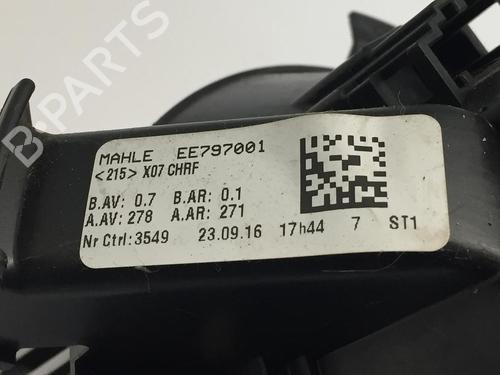 BPARTS
MAHLE EE797001
<215> X07 CHRF
B.AV: 0.7 B.AR: 0.1
A.AV: 278 A.AR: 271
Nr Ctrl: 3549 23.09.16 17h44 7 ST1